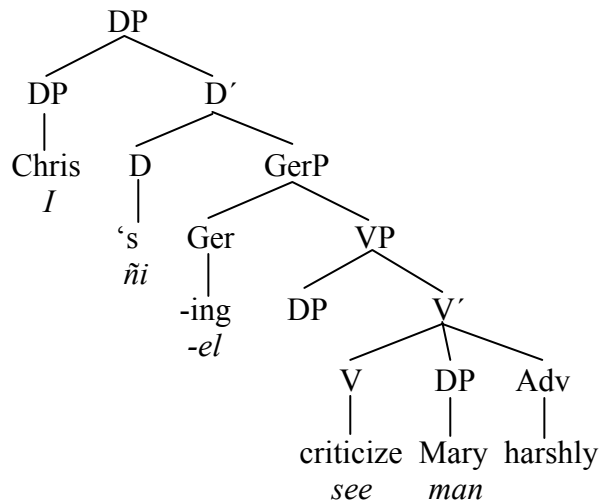 DP
DP D´
Chris D GerP
I
‘s Ger VP
ñi
-ing DP V´
-el
V DP Adv
criticize Mary harshly
see man